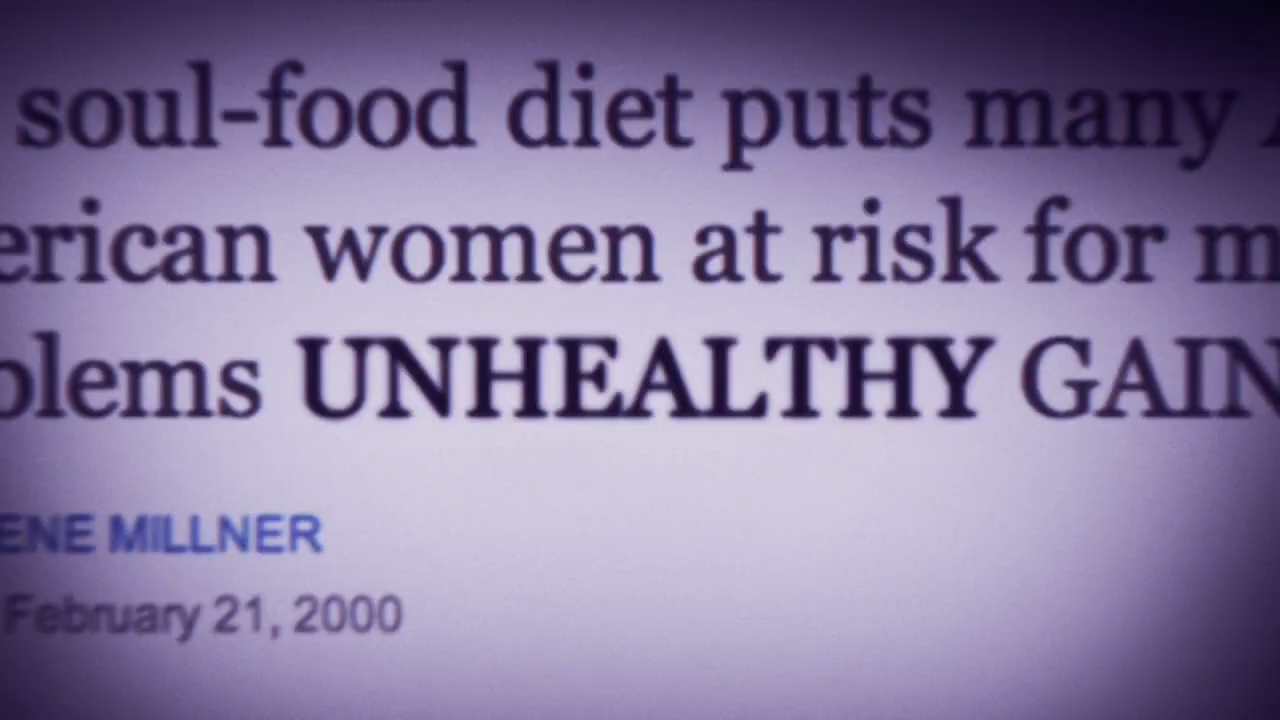 soul-food diet puts many
erican women at risk for m
blems UNHEALTHY GAIN
ENE MILLNER
February 21, 2000